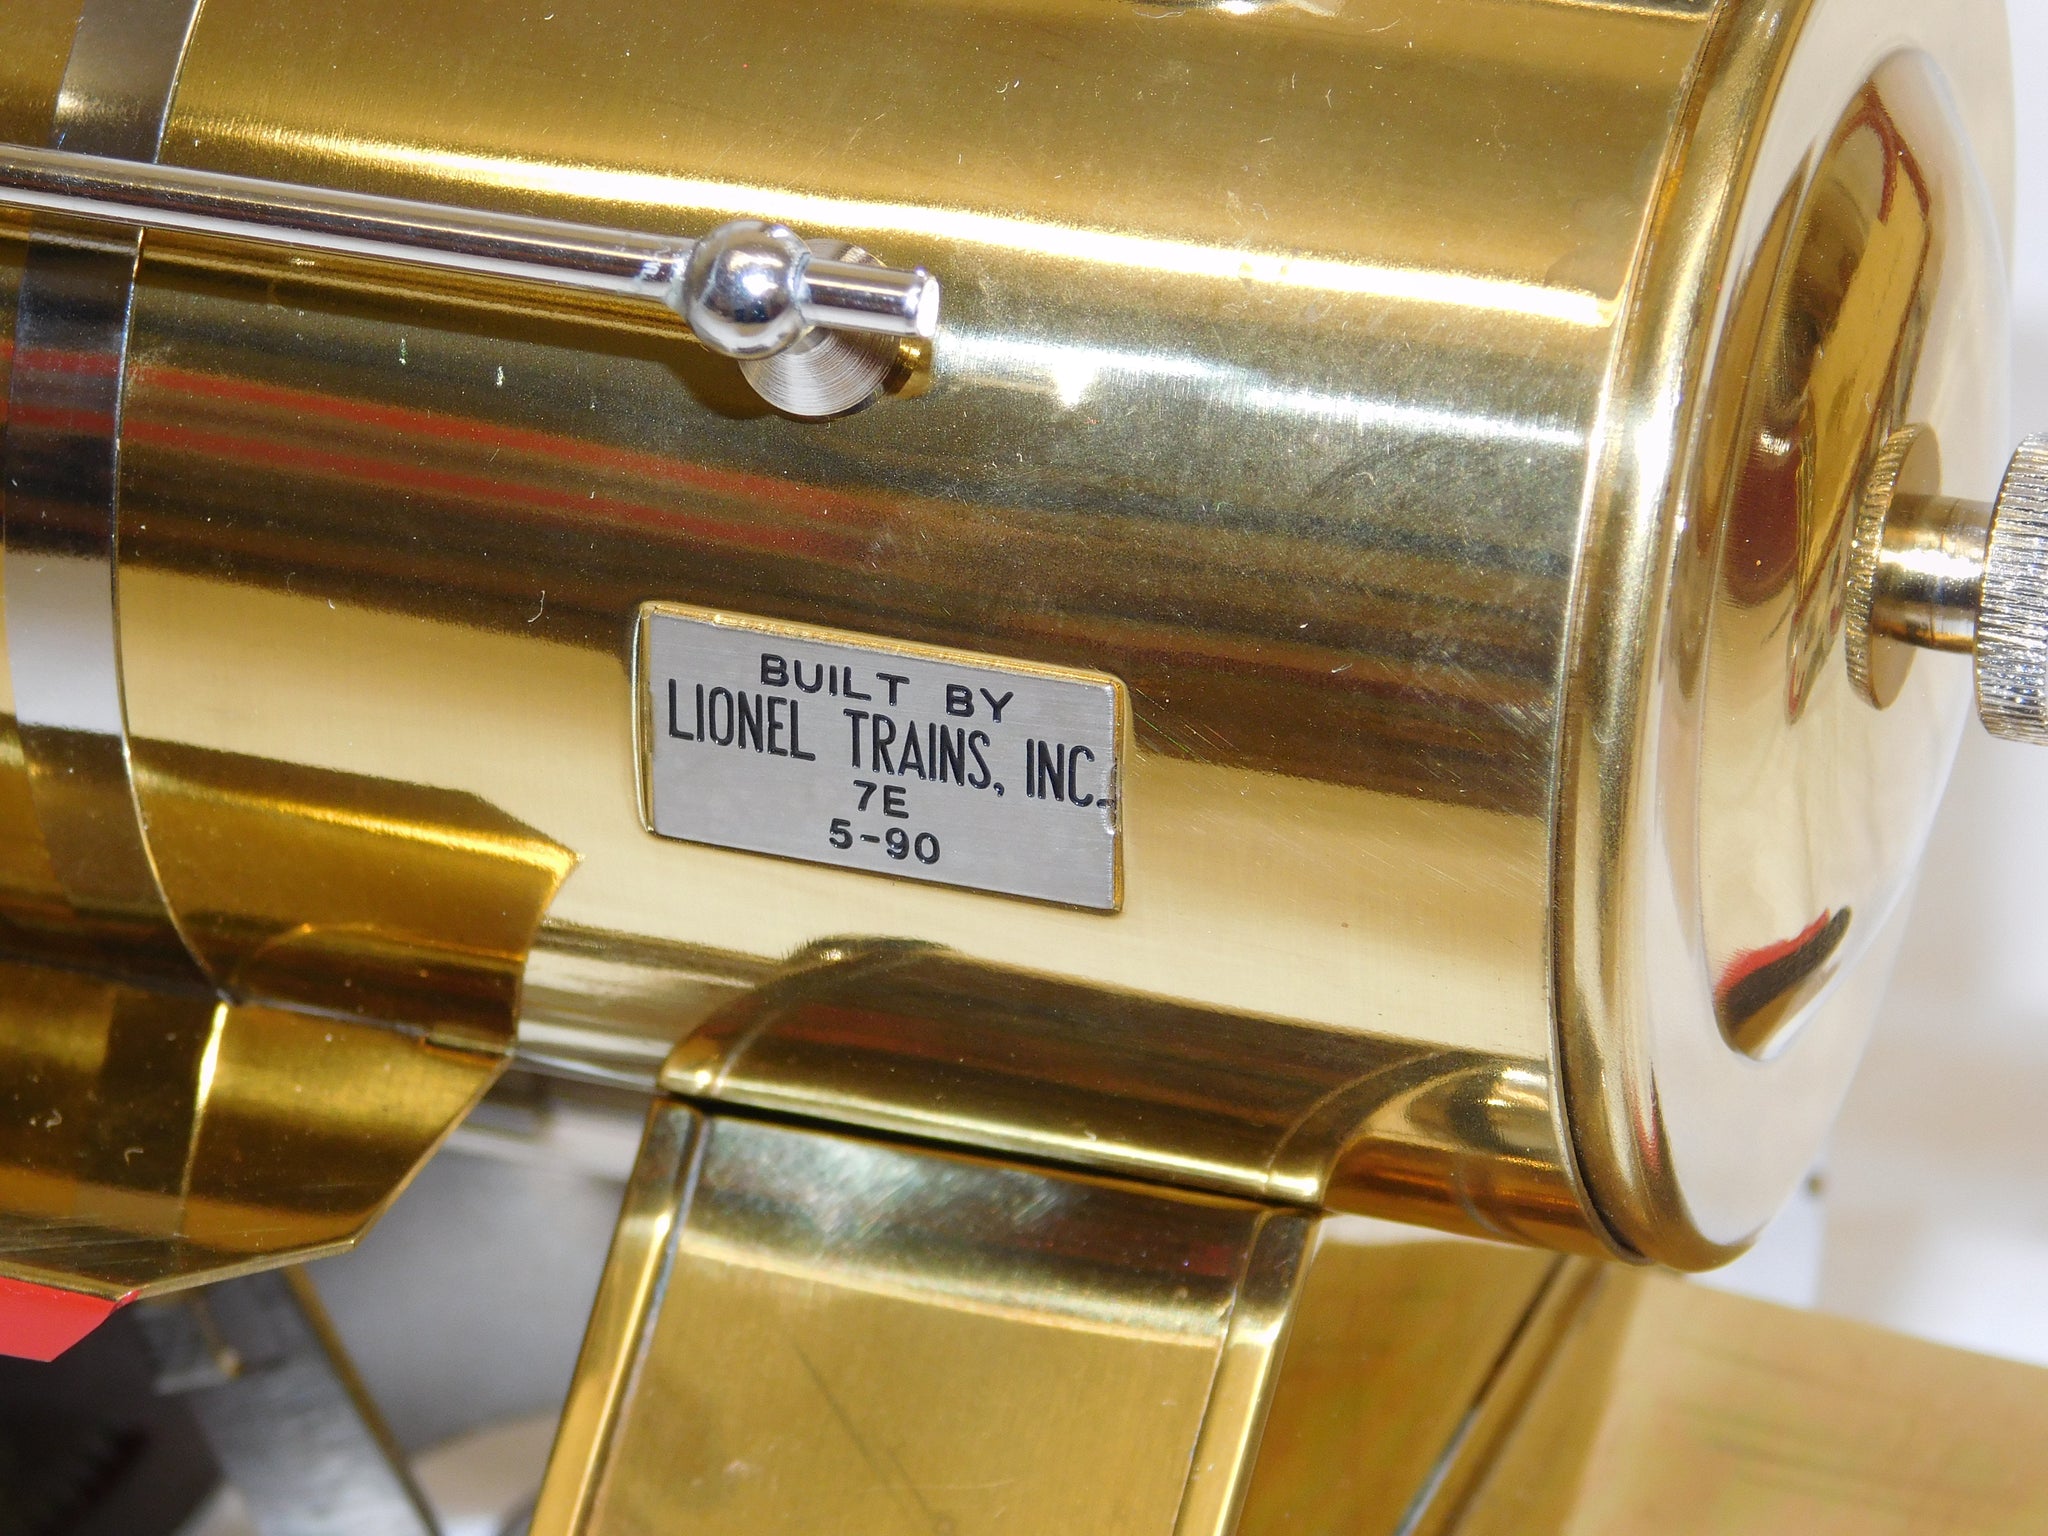 BUILT BY
LIONEL TRAINS, INC.
7E
5-90